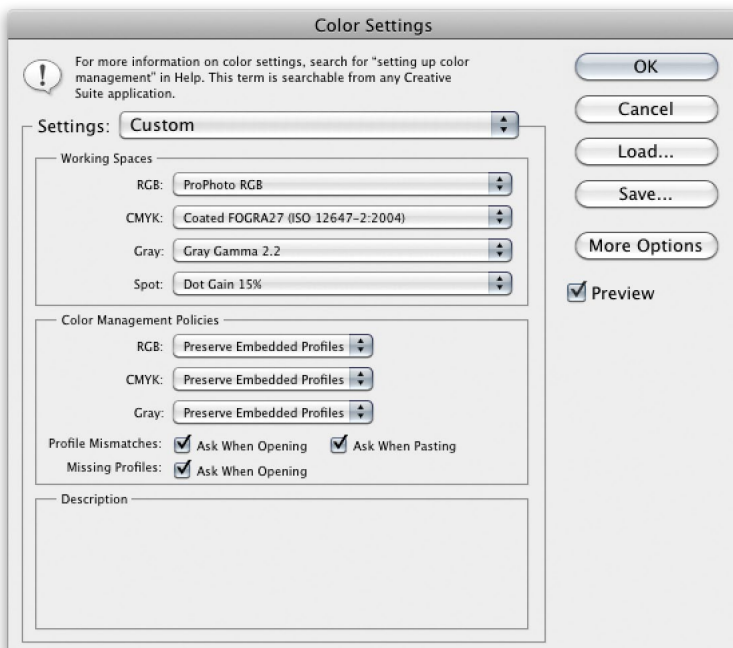 Color Settings
For more information on color settings, search for “setting up color
management” in Help. This term is searchable from any Creative
Suite application.
Settings: Custom
Working Spaces
RGB: ProPhoto RGB
CMYK: Coated FOGRA27 (ISO 12647-2:2004)
Gray: Gray Gamma 2.2
Spot: Dot Gain 15%
Color Management Policies
RGB: Preserve Embedded Profiles
CMYK: Preserve Embedded Profiles
Gray: Preserve Embedded Profiles
Profile Mismatches: Ask When Opening Ask When Pasting
Missing Profiles: Ask When Opening
Description
OK
Cancel
Load...
Save...
More Options
Preview